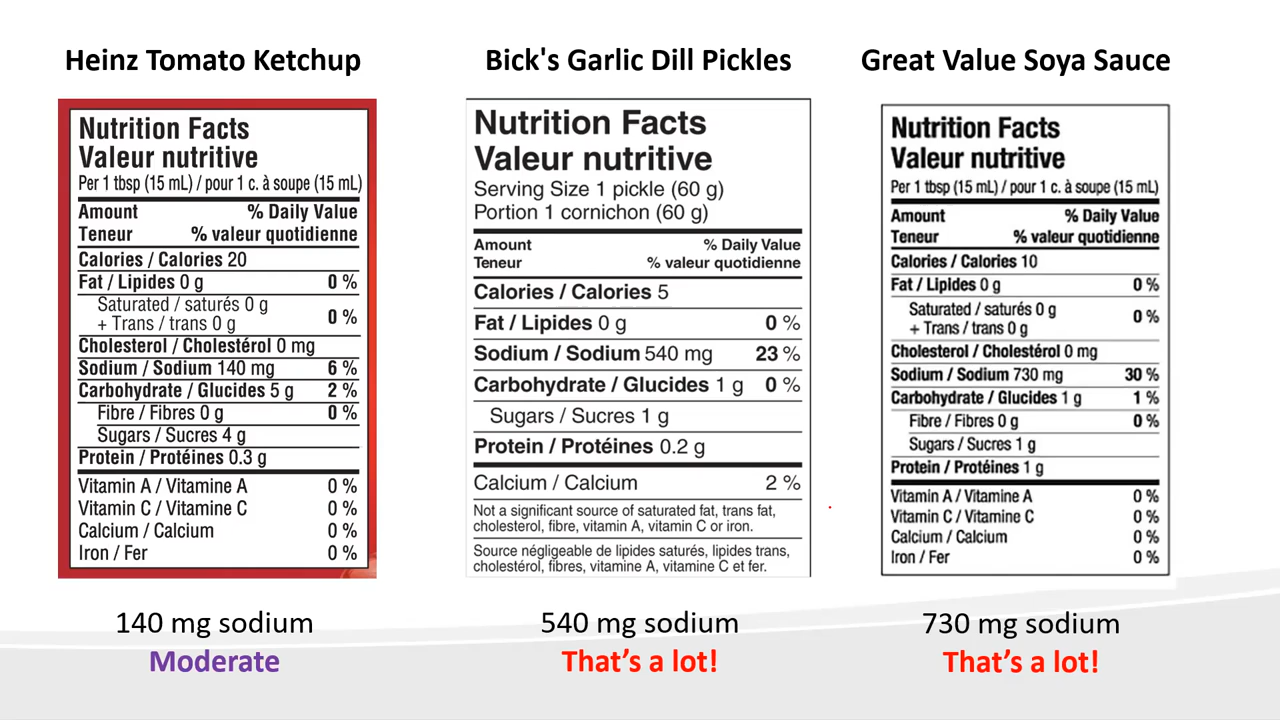 Heinz Tomato Ketchup
Nutrition Facts
Valeur nutritive
Per 1 tbsp (15 mL) / pour 1 c. à soupe (15 mL)
Amount % Daily Value
Teneur % valeur quotidienne
Calories / Calories 20
Fat / Lipides 0 g 0 %
Saturated / saturés 0 g
+ Trans / trans 0 g 0 %
Cholesterol / Cholestérol 0 mg
Sodium / Sodium 140 mg 6 %
Carbohydrate / Glucides 5 g 2 %
Fibre / Fibres 0 g 0 %
Sugars / Sucres 4 g
Protein / Protéines 0.3 g
Vitamin A / Vitamine A 0 %
Vitamin C / Vitamine C 0 %
Calcium / Calcium 0 %
Iron / Fer 0 %
140 mg sodium
Moderate
Bick's Garlic Dill Pickles
Nutrition Facts
Valeur nutritive
Serving Size 1 pickle (60 g)
Portion 1 cornichon (60 g)
Amount % Daily Value
Teneur % valeur quotidienne
Calories / Calories 5
Fat / Lipides 0 g 0 %
Sodium / Sodium 540 mg 23 %
Carbohydrate / Glucides 1 g 0 %
Sugars / Sucres 1 g
Protein / Protéines 0.2 g
Calcium / Calcium 2 %
Not a significant source of saturated fat, trans fat,
cholesterol, fibre, vitamin A, vitamin C or iron.
Source négligeable de lipides saturés, lipides trans,
cholestérol, fibres, vitamine A, vitamine C et fer.
540 mg sodium
That's a lot!
Great Value Soya Sauce
Nutrition Facts
Valeur nutritive
Per 1 tbsp (15 mL) / pour 1 c. à soupe (15 mL)
Amount % Daily Value
Teneur % valeur quotidienne
Calories / Calories 10
Fat / Lipides 0 g 0 %
Saturated / saturés 0 g
+ Trans / trans 0 g 0 %
Cholesterol / Cholestérol 0 mg
Sodium / Sodium 730 mg 30 %
Carbohydrate / Glucides 1 g 1 %
Fibre / Fibres 0 g 0 %
Sugars / Sucres 1 g
Protein / Protéines 1 g
Vitamin A / Vitamine A 0 %
Vitamin C / Vitamine C 0 %
Calcium / Calcium 0 %
Iron / Fer 0 %
730 mg sodium
That's a lot!